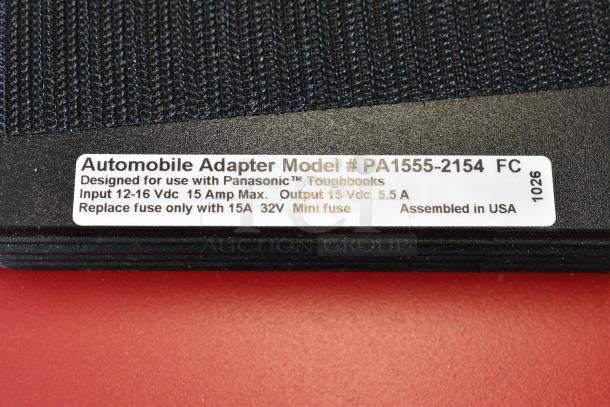 Automobile Adapter Model # PA1555-2154 FC
Designed for use with Panasonic™ Toughbooks
Input 12-16 Vdc 15 Amp Max. Output 15 Vdc 5.5 A
Replace fuse only with 15A 32V Mini fuse Assembled in USA
1026
TCI
AUCTION GROUP